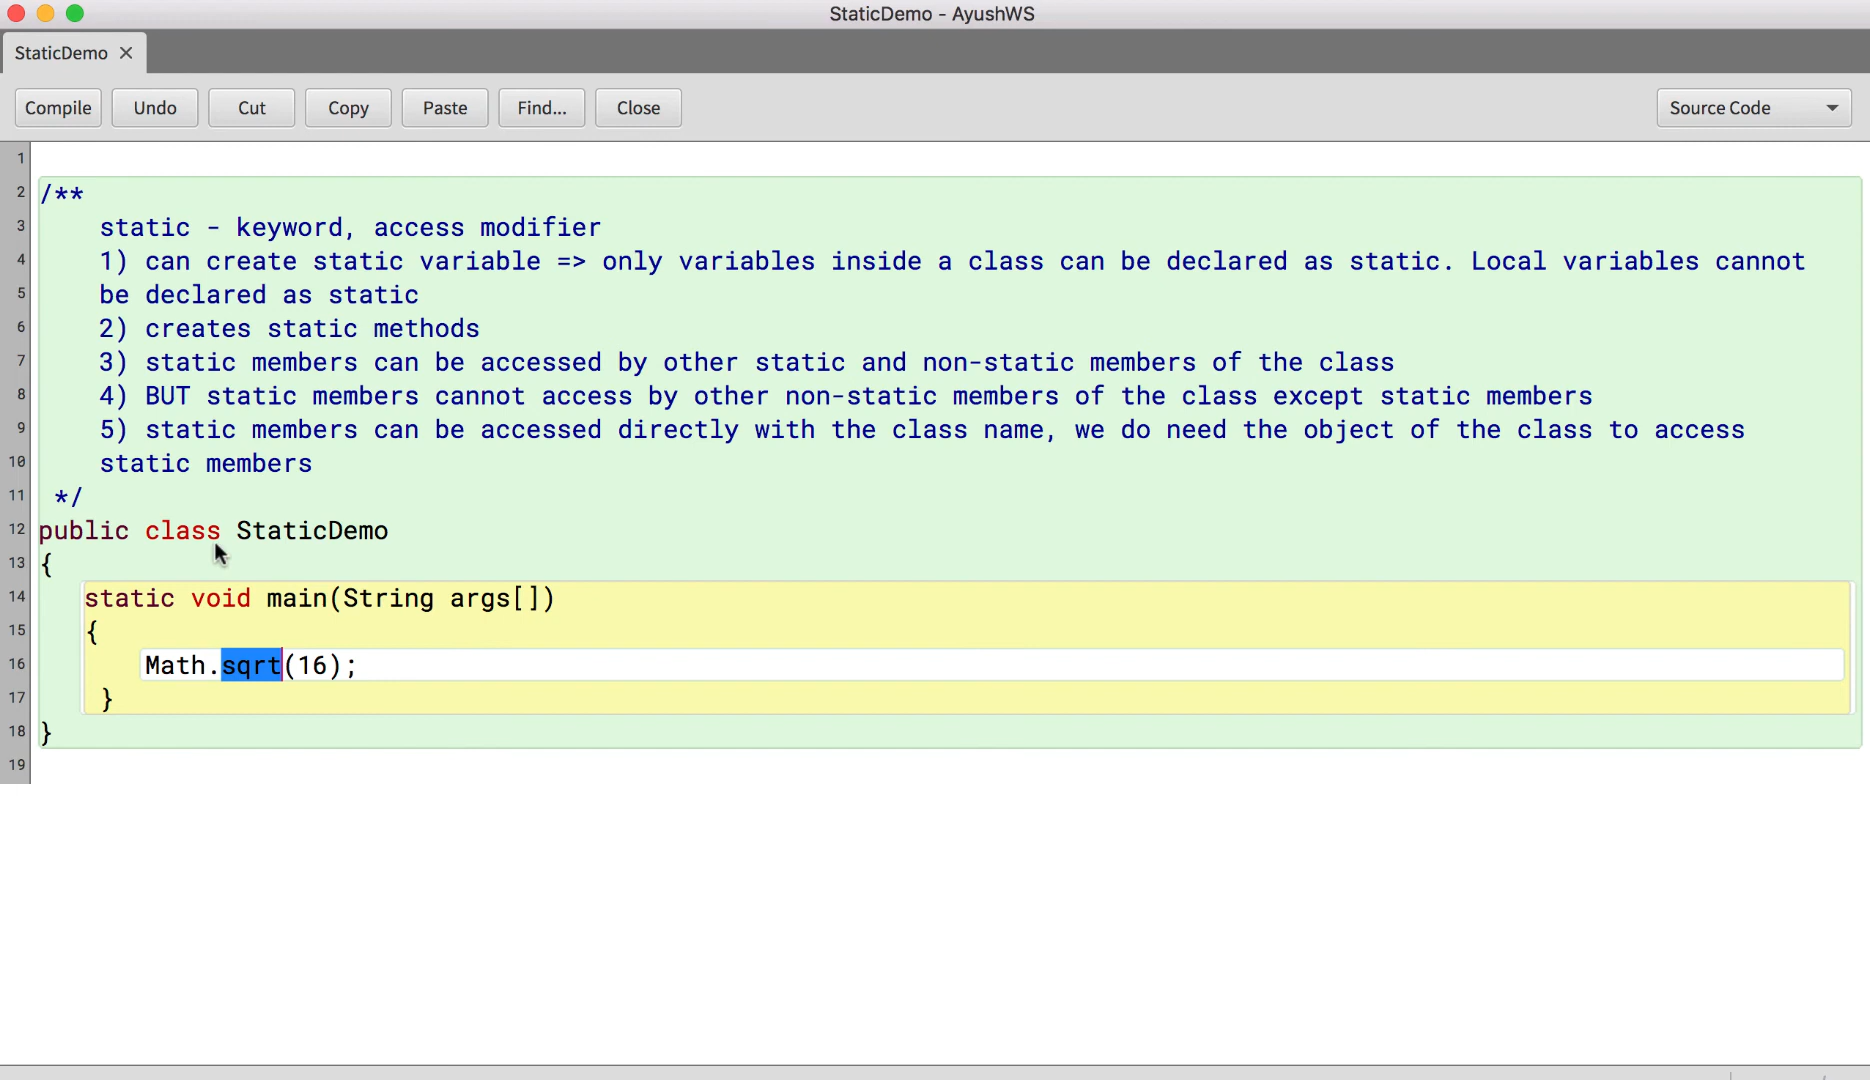 StaticDemo - AyushWS
StaticDemo ×
Compile Undo Cut Copy Paste Find... Close Source Code
1
2 /**
3 static - keyword, access modifier
4 1) can create static variable => only variables inside a class can be declared as static. Local variables cannot
5 be declared as static
6 2) creates static methods
7 3) static members can be accessed by other static and non-static members of the class
8 4) BUT static members cannot access by other non-static members of the class except static members
9 5) static members can be accessed directly with the class name, we do need the object of the class to access
10 static members
11 */
12 public class StaticDemo
13 {
14 static void main(String args[])
15 {
16 Math.sqrt(16);
17 }
18 }
19